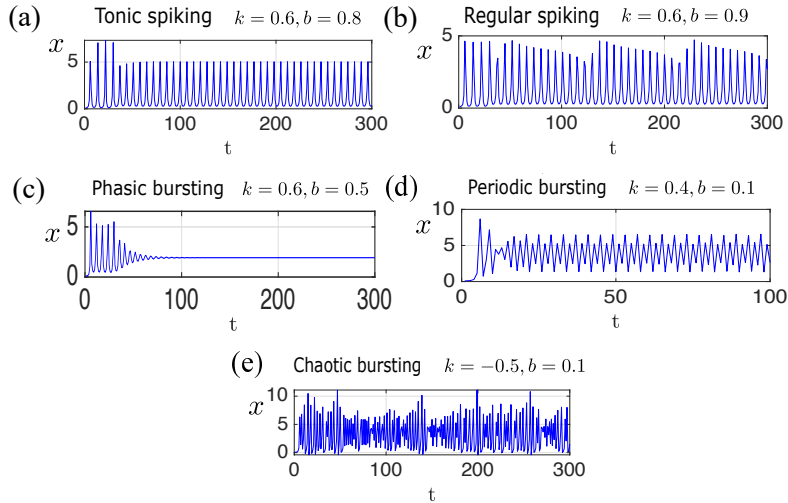 (a) Tonic spiking k = 0.6, b = 0.8
x
5
0
0 100 200 300
t
(b) Regular spiking k = 0.6, b = 0.9
x
5
0
0 100 200 300
t
(c) Phasic bursting k = 0.6, b = 0.5
x
5
0
0 100 200 300
t
(d) Periodic bursting k = 0.4, b = 0.1
10
x
5
0
0 50 100
t
(e) Chaotic bursting k = −0.5, b = 0.1
10
x
5
0
0 100 200 300
t